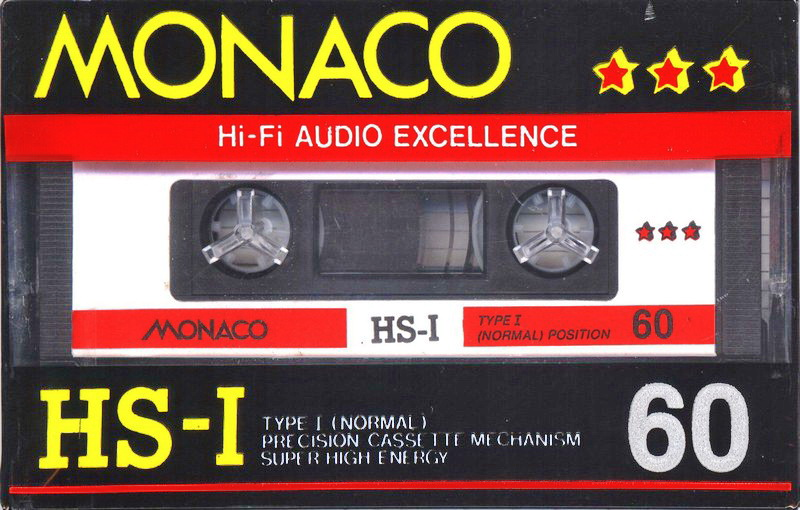 MONACO
Hi-Fi AUDIO EXCELLENCE
MONACO
HS-I
TYPE I
(NORMAL) POSITION
60
HS-I
TYPE I (NORMAL)
PRECISION CASSETTE MECHANISM
SUPER HIGH ENERGY
60